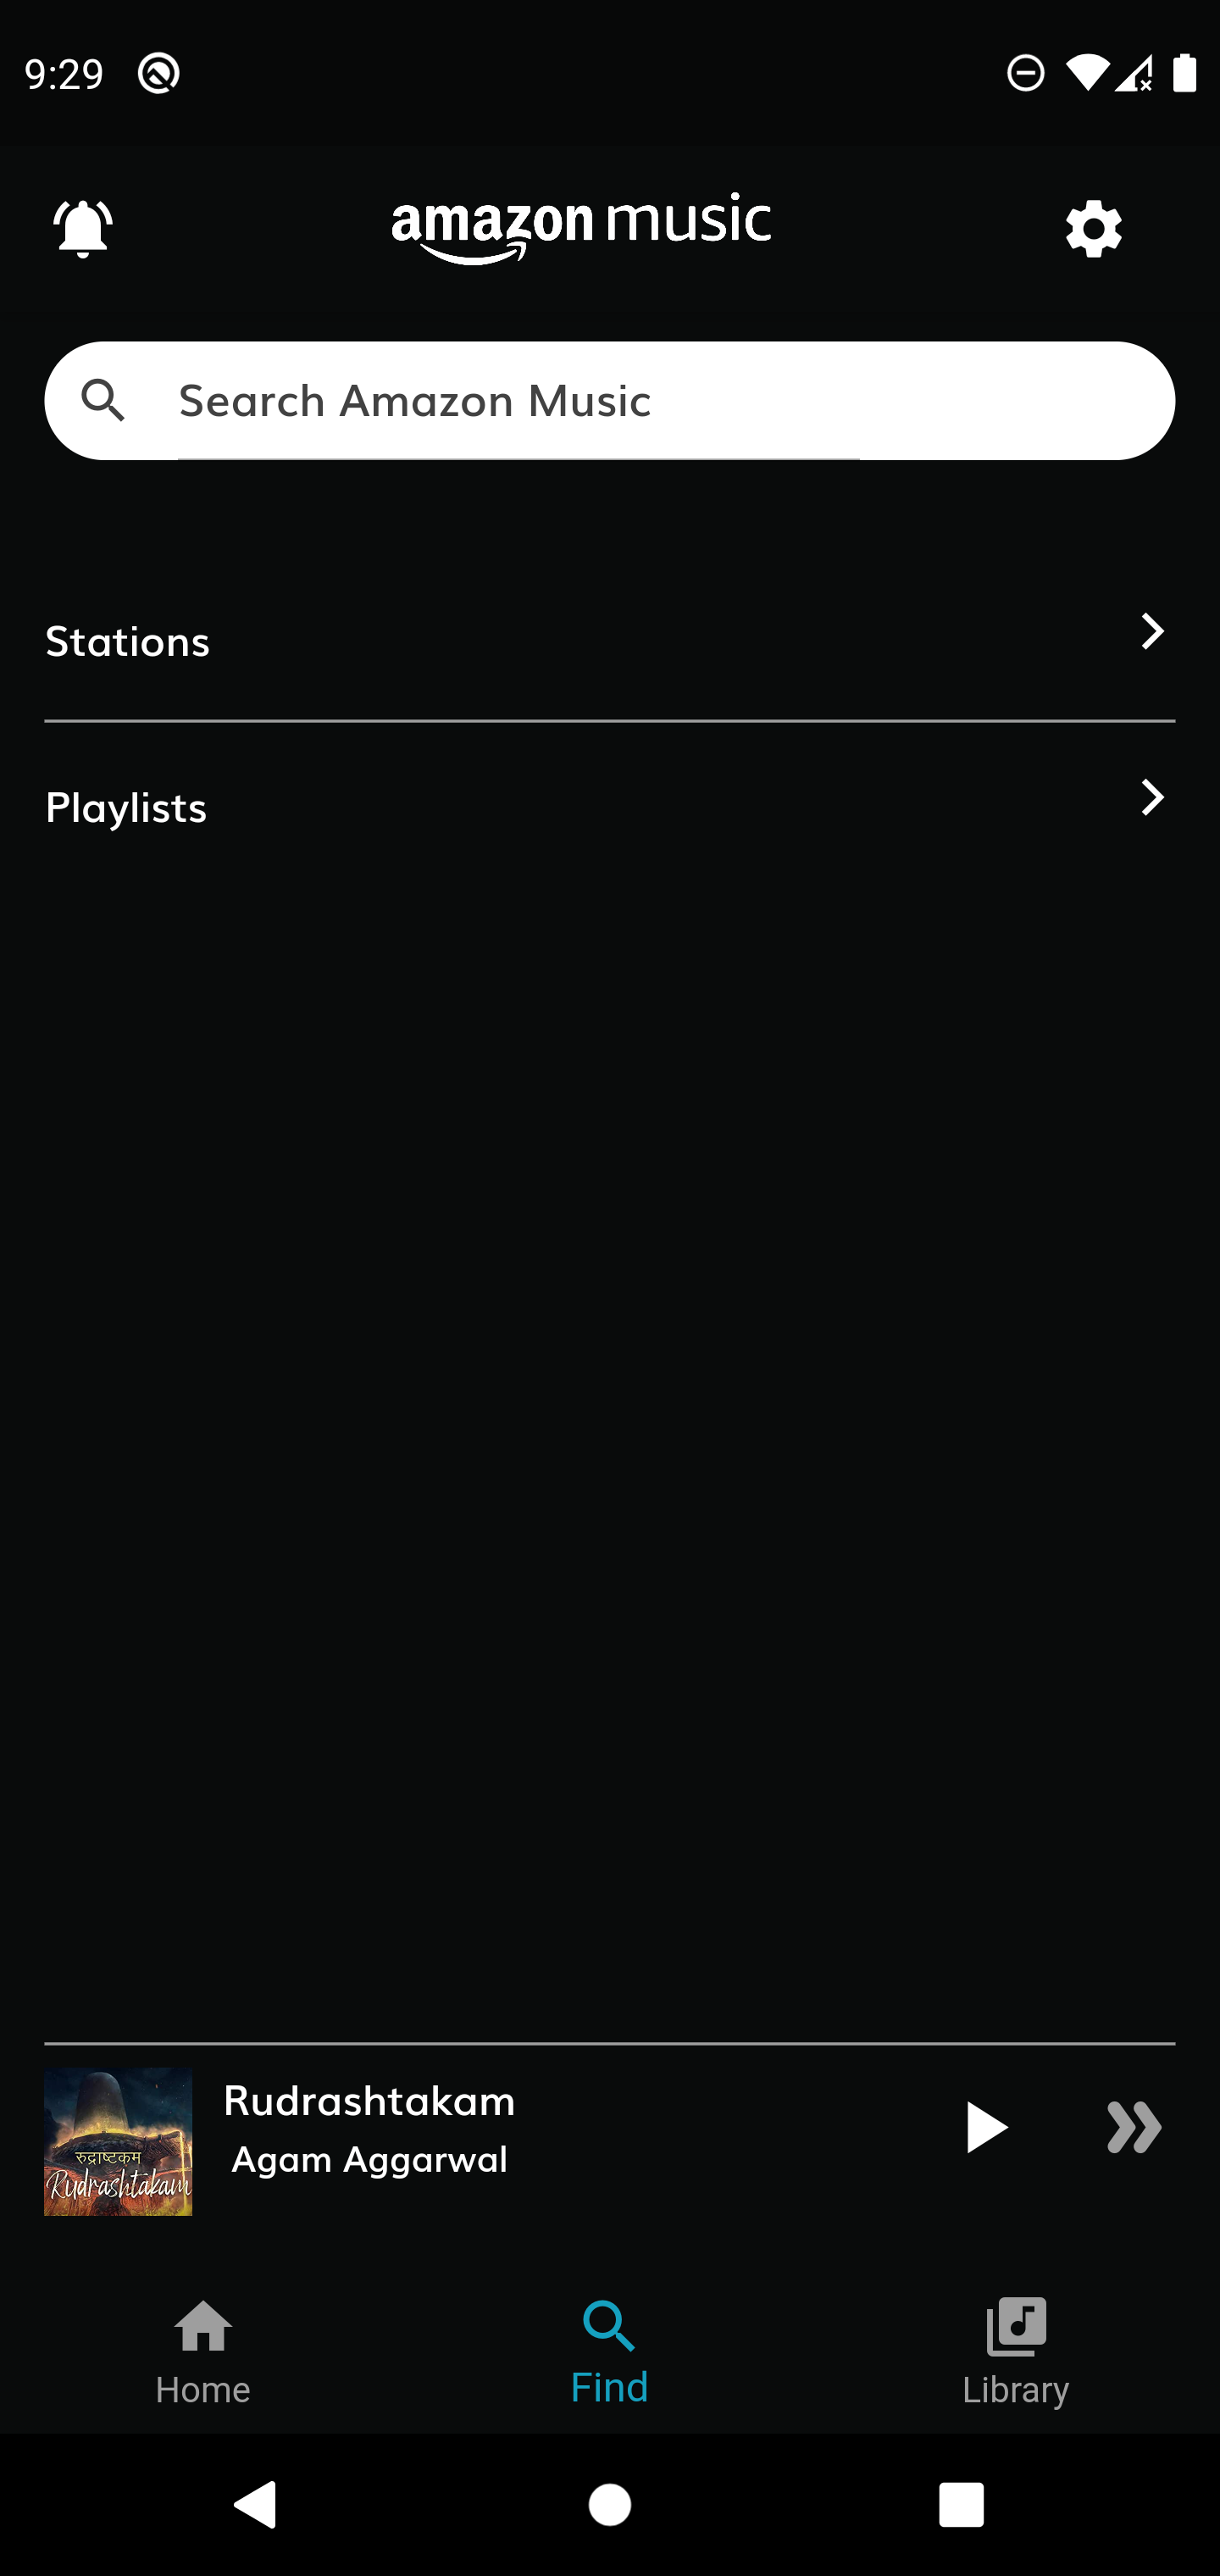 9:29
amazon music
Search Amazon Music
Stations
Playlists
रुद्राष्टकम
Rudrashtakam
Rudrashtakam
Agam Aggarwal
Home
Find
Library